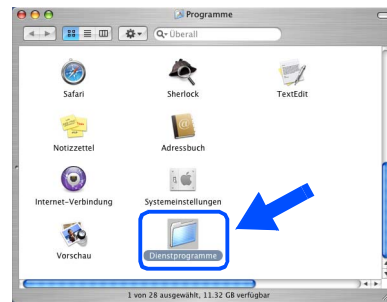 Programme
Q- Überall
Safari
Sherlock
TextEdit
Notizzettel
Adressbuch
Internet-Verbindung
Systemeinstellungen
Vorschau
Dienstprogramme
1 von 28 ausgewählt, 11.32 GB verfügbar